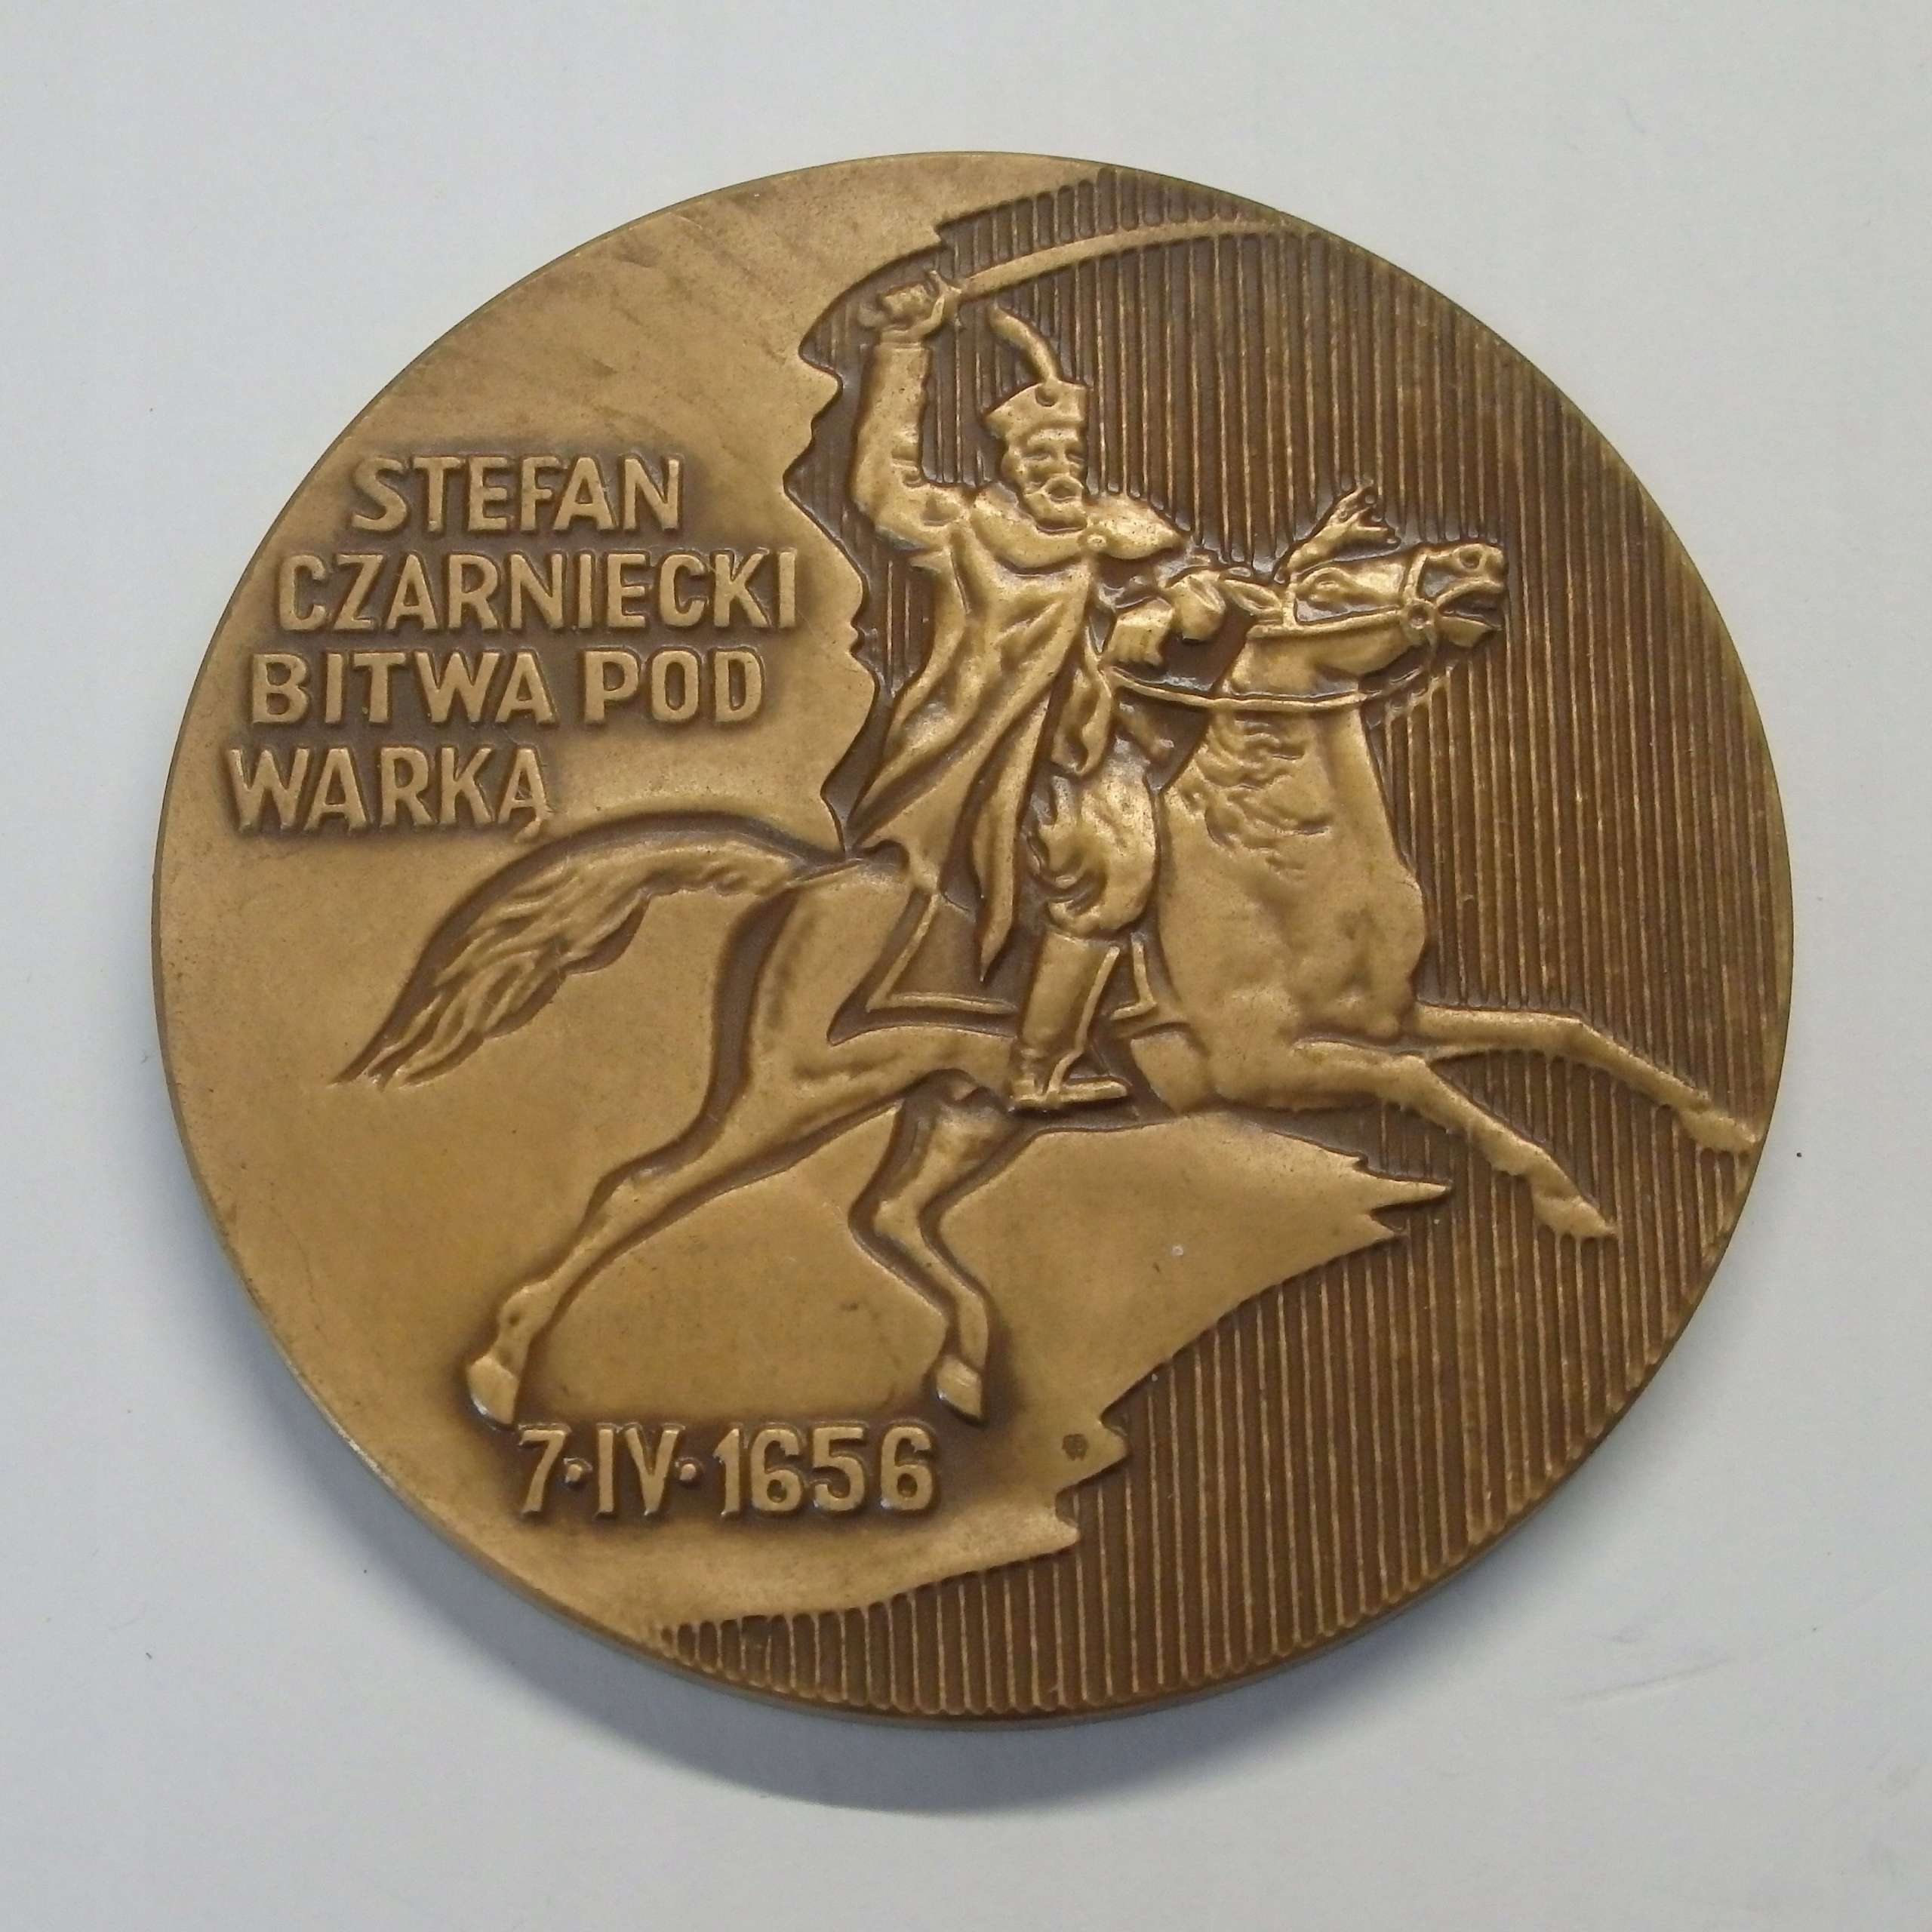 STEFAN
CZARNIECKI
BITWA POD
WARKĄ
7·IV·1656